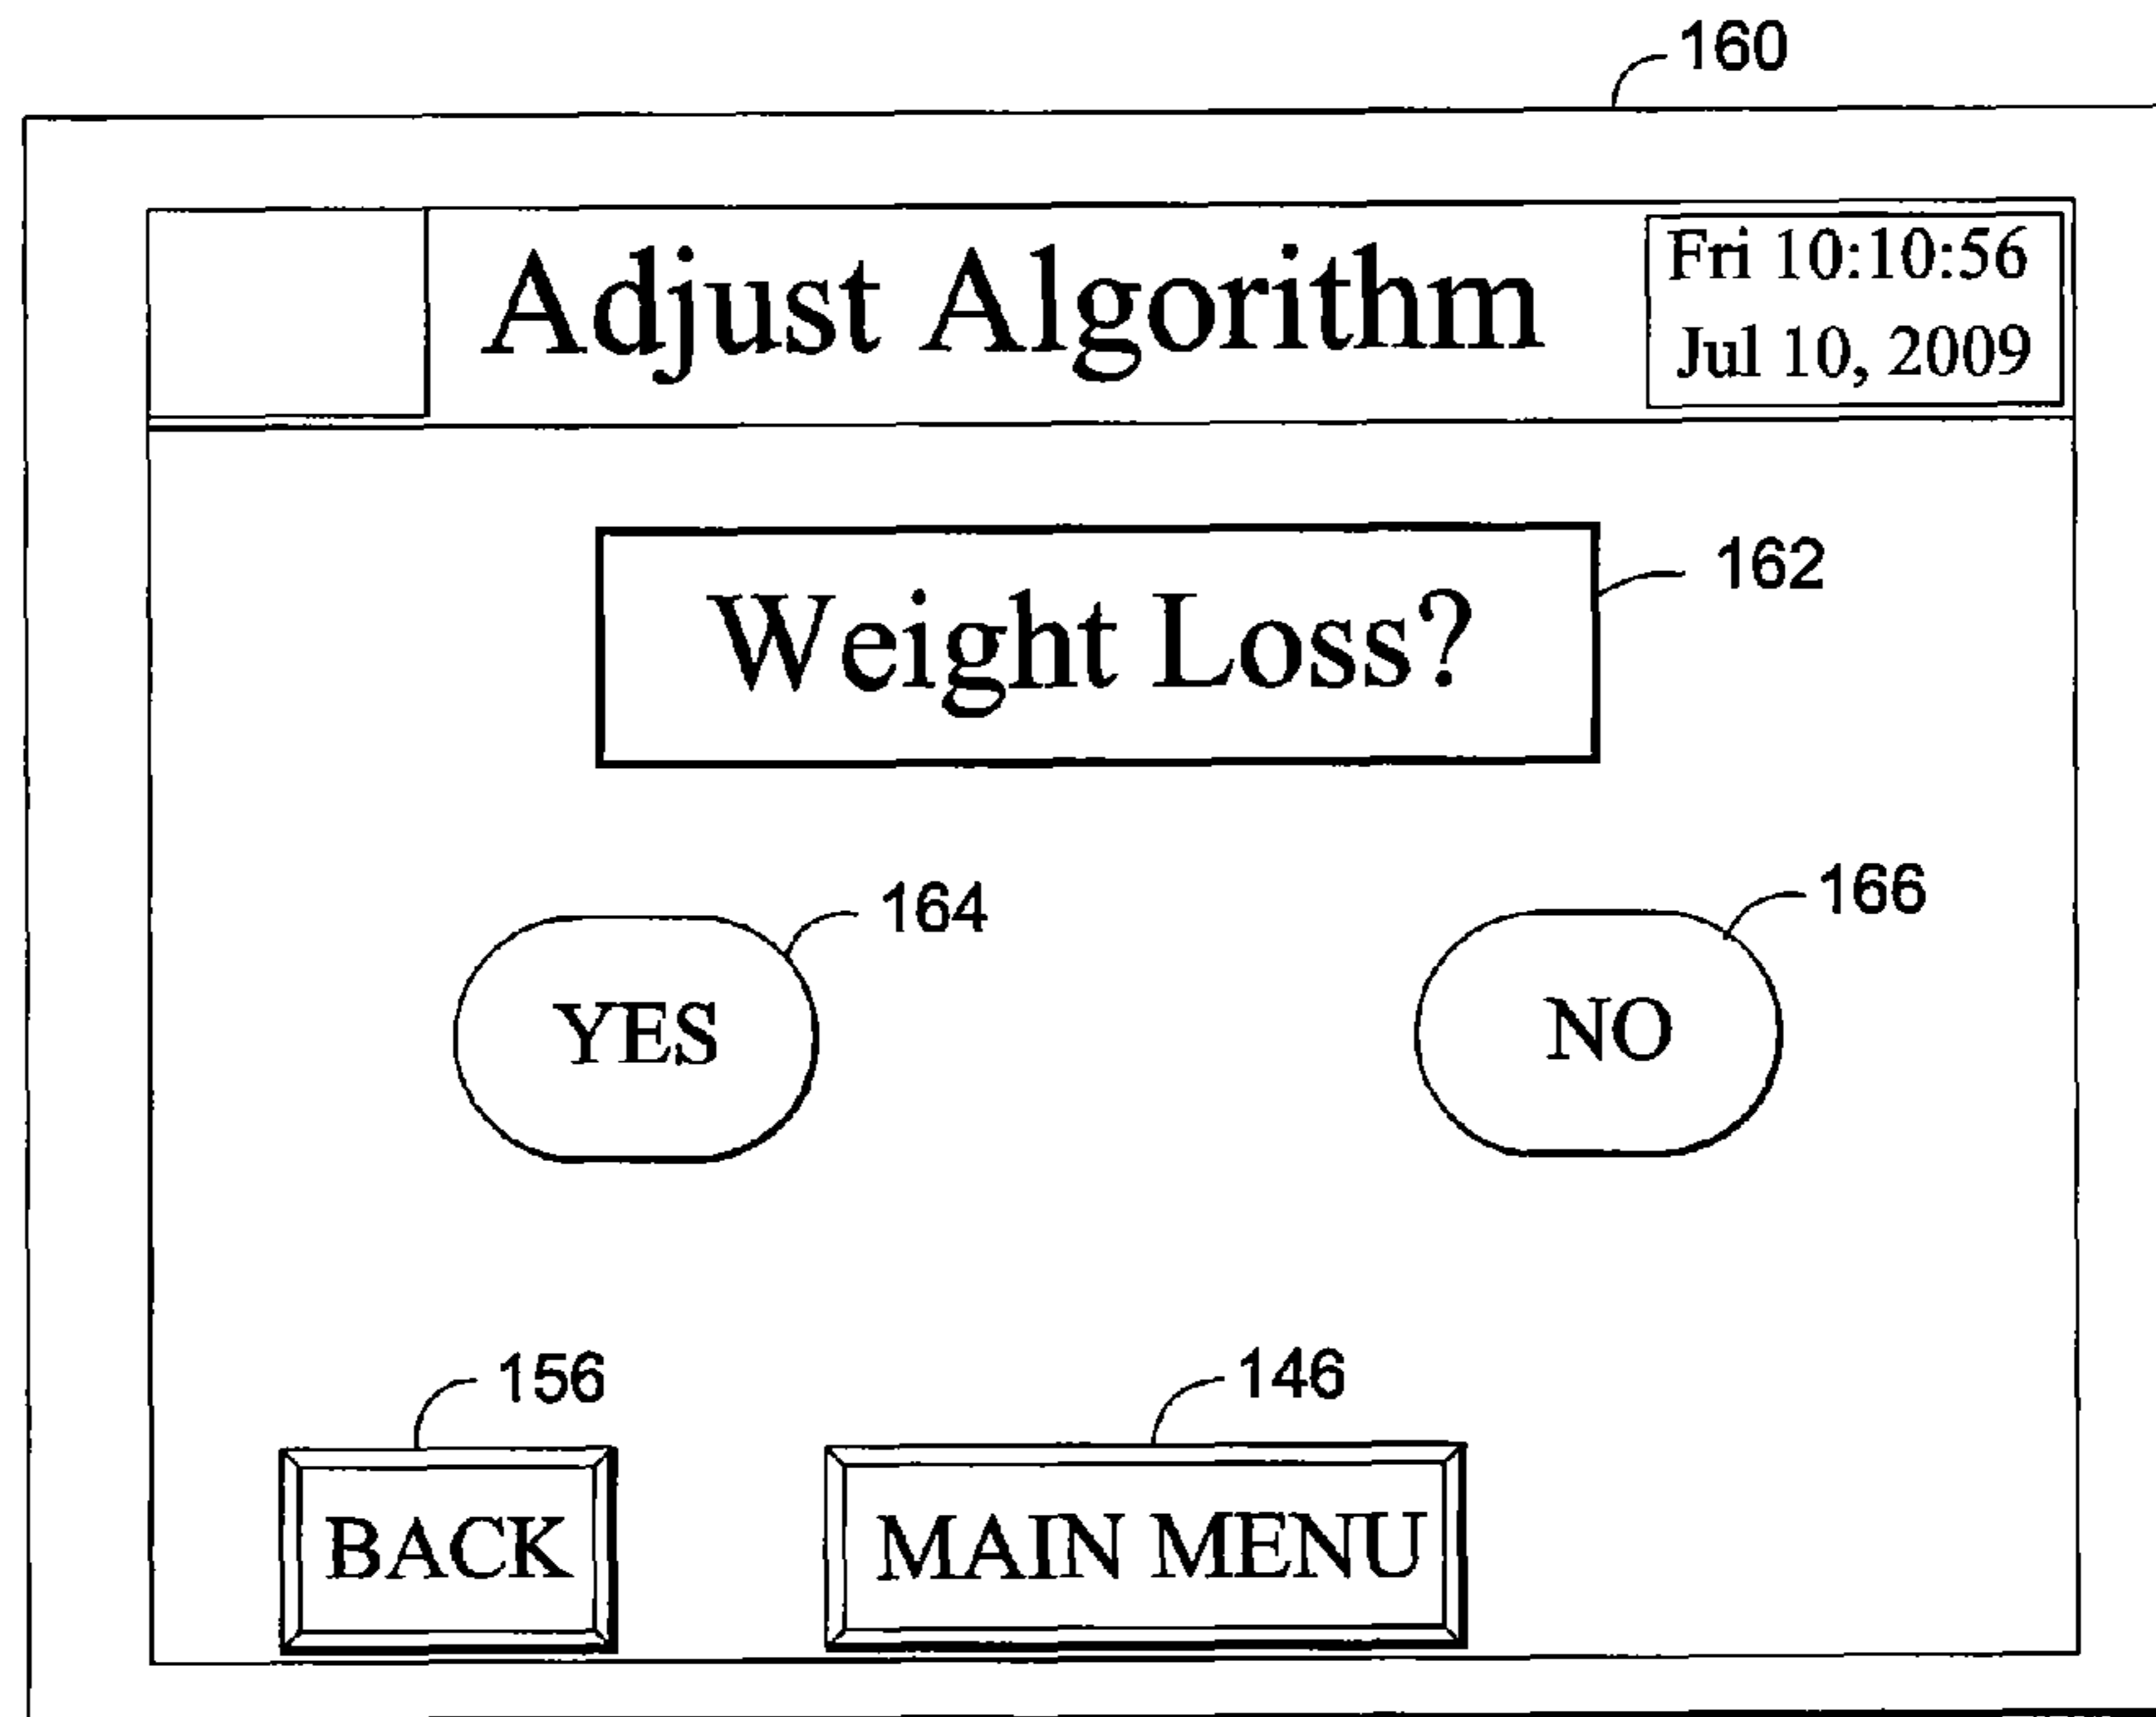 160
Adjust Algorithm
Fri 10:10:56
Jul 10, 2009
Weight Loss?
162
164
166
YES
NO
156
146
BACK
MAIN MENU